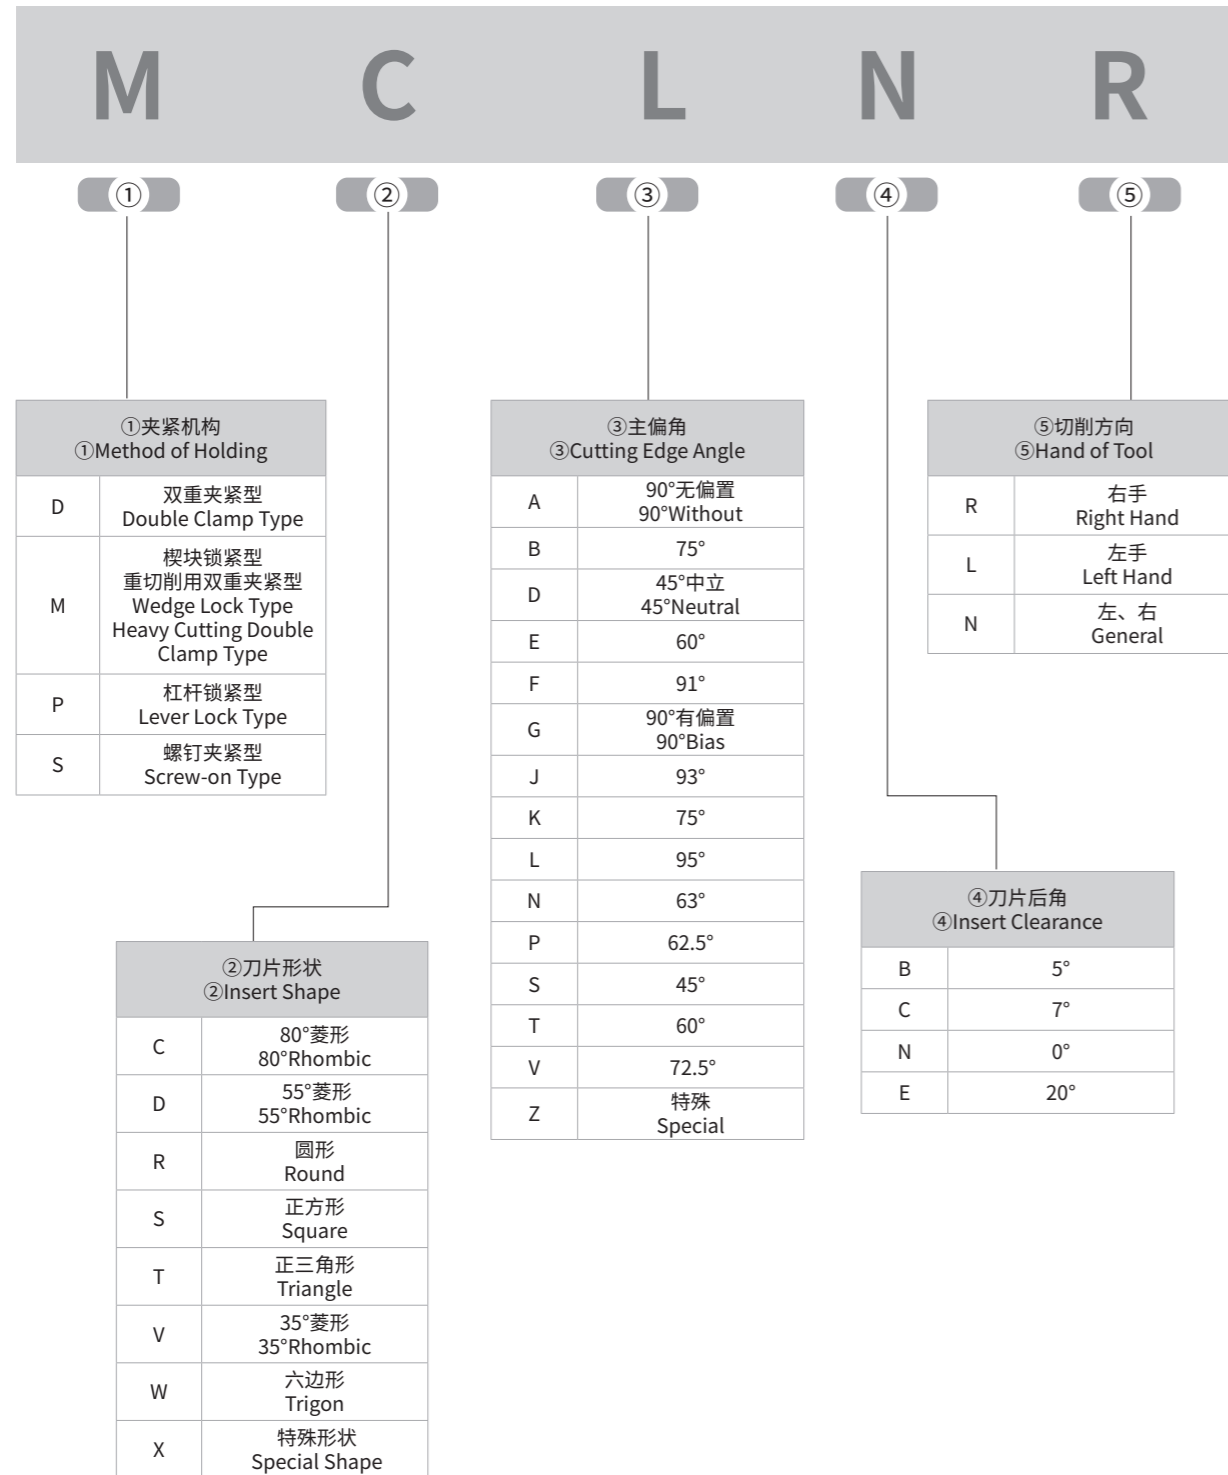 M C L N R
① ② ③ ④ ⑤
①夹紧机构
①Method of Holding
D 双重夹紧型
Double Clamp Type
M 楔块锁紧型
重切削用双重夹紧型
Wedge Lock Type
Heavy Cutting Double
Clamp Type
P 杠杆锁紧型
Lever Lock Type
S 螺钉夹紧型
Screw-on Type
②刀片形状
②Insert Shape
C 80°菱形
80°Rhombic
D 55°菱形
55°Rhombic
R 圆形
Round
S 正方形
Square
T 正三角形
Triangle
V 35°菱形
35°Rhombic
W 六边形
Trigon
X 特殊形状
Special Shape
③主偏角
③Cutting Edge Angle
A 90°无偏置
90°Without
B 75°
D 45°中立
45°Neutral
E 60°
F 91°
G 90°有偏置
90°Bias
J 93°
K 75°
L 95°
N 63°
P 62.5°
S 45°
T 60°
V 72.5°
Z 特殊
Special
④刀片后角
④Insert Clearance
B 5°
C 7°
N 0°
E 20°
⑤切削方向
⑤Hand of Tool
R 右手
Right Hand
L 左手
Left Hand
N 左、右
General